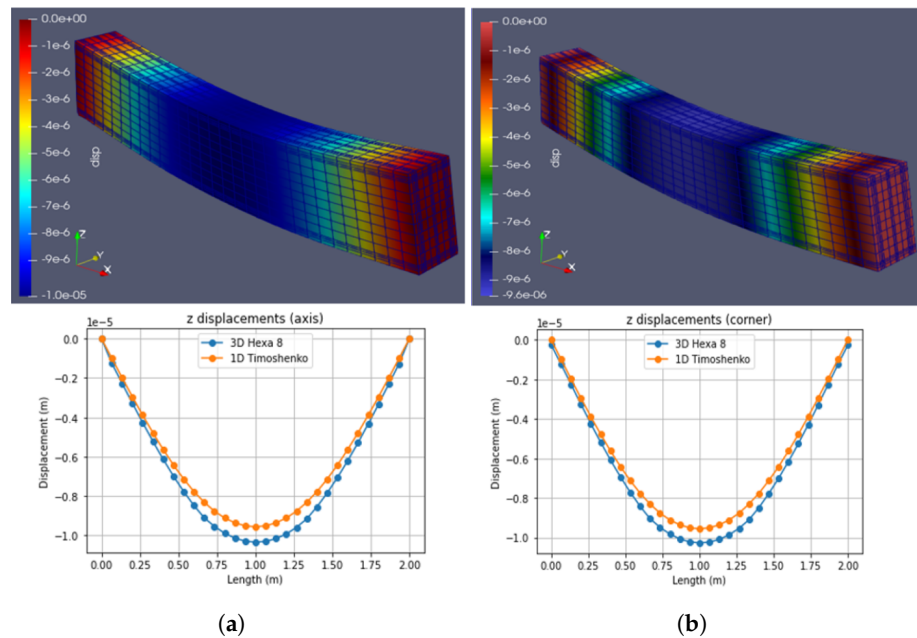 0.0e+00
-1e-6
-2e-6
-3e-6
-4e-6
-5e-6
-6e-6
-7e-6
-8e-6
-9e-6
-1.0e-05
disp
Z
Y
X
0.0e+00
-1e-6
-2e-6
-3e-6
-4e-6
-5e-6
-6e-6
-7e-6
-8e-6
-9e-6
-9.6e-06
disp
Z
Y
X
1e-5
z displacements (axis)
0.0
-0.2
-0.4
-0.6
-0.8
-1.0
Displacement (m)
3D Hexa 8
1D Timoshenko
0.00 0.25 0.50 0.75 1.00 1.25 1.50 1.75 2.00
Length (m)
1e-5
z displacements (corner)
0.0
-0.2
-0.4
-0.6
-0.8
-1.0
Displacement (m)
3D Hexa 8
1D Timoshenko
0.00 0.25 0.50 0.75 1.00 1.25 1.50 1.75 2.00
Length (m)
(a)
(b)